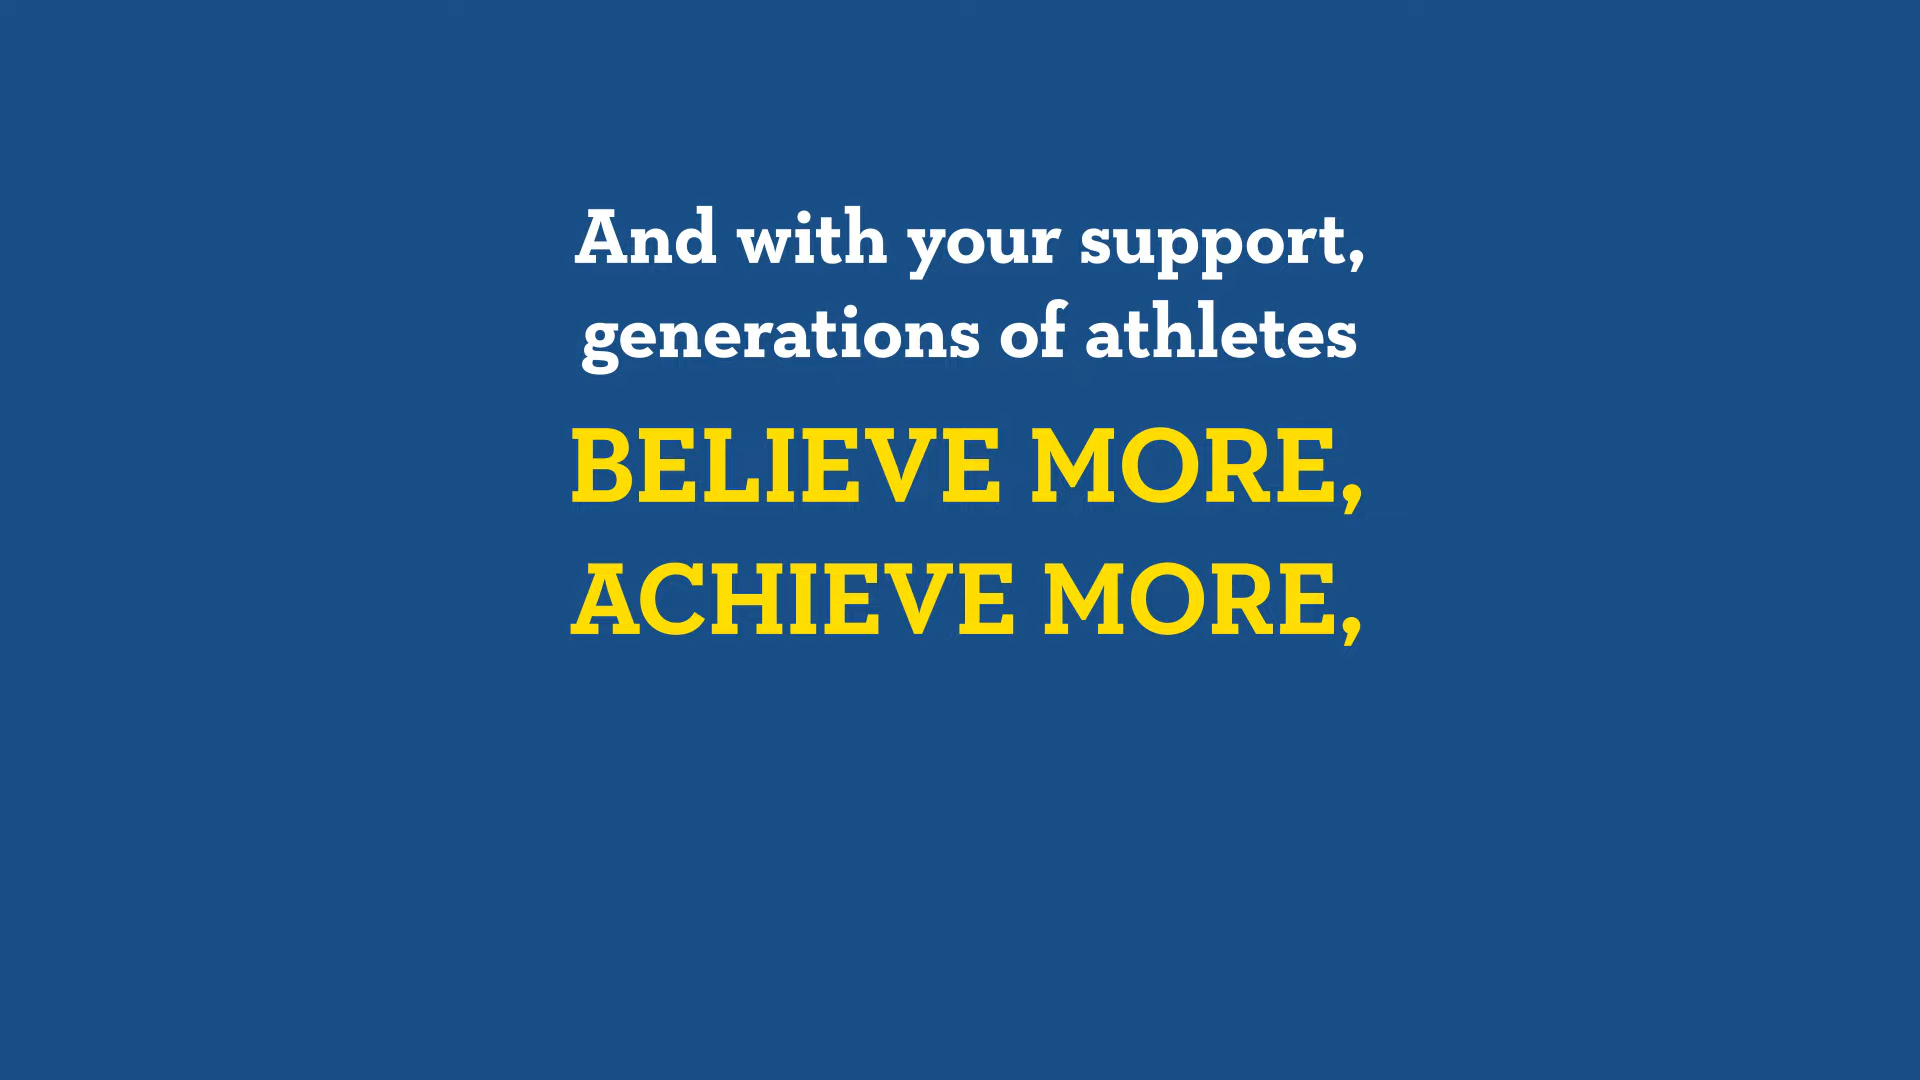 And with your support,
generations of athletes
BELIEVE MORE,
ACHIEVE MORE,